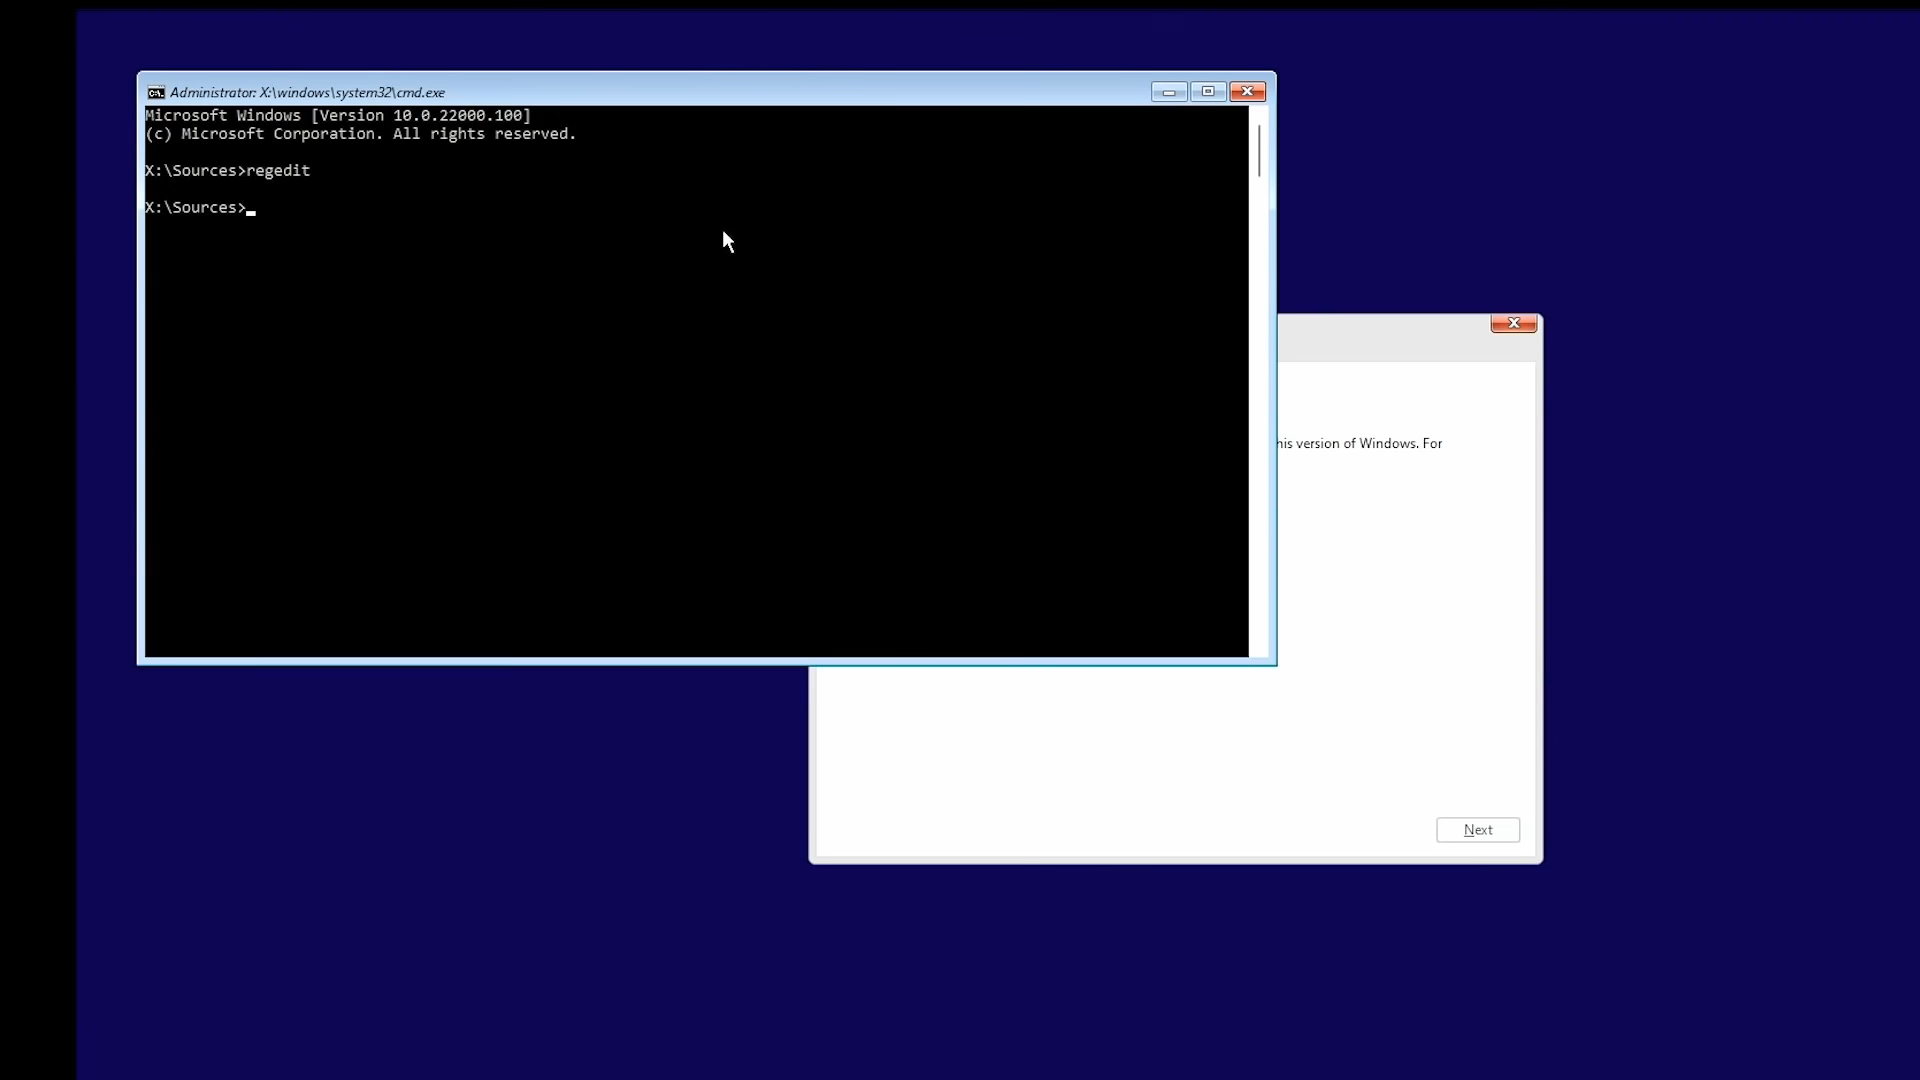 Administrator: X:\windows\system32\cmd.exe
Microsoft Windows [Version 10.0.22000.100]
(c) Microsoft Corporation. All rights reserved.
X:\Sources>regedit
X:\Sources>
his version of Windows. For
Next